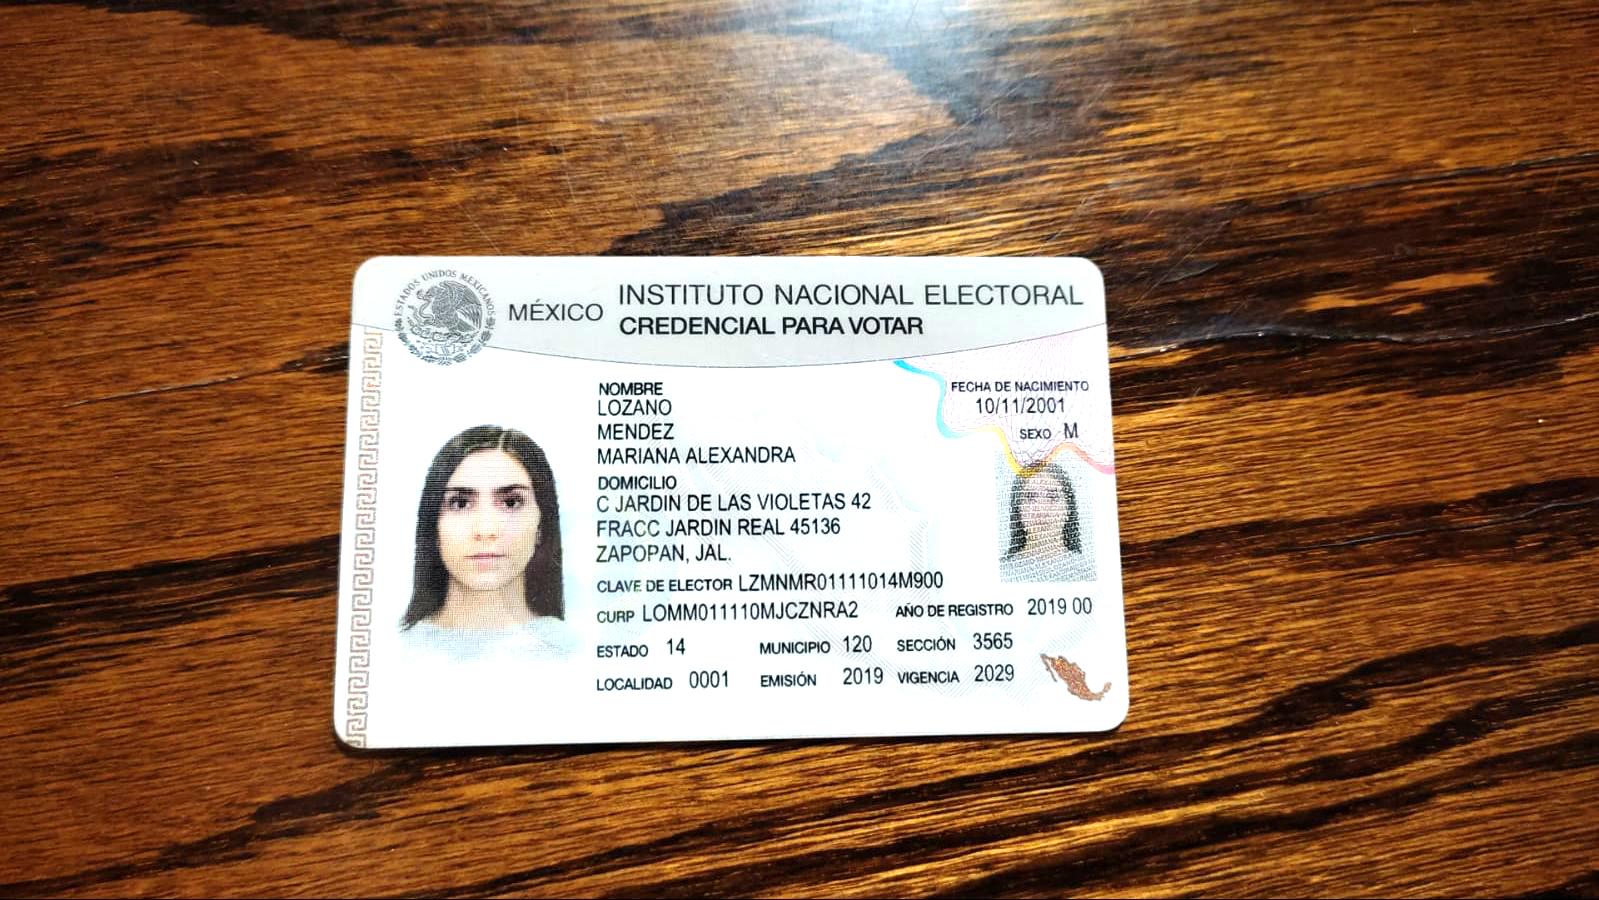 ESTADOS UNIDOS MEXICANOS
MÉXICO INSTITUTO NACIONAL ELECTORAL
CREDENCIAL PARA VOTAR
NOMBRE
LOZANO
MENDEZ
MARIANA ALEXANDRA
FECHA DE NACIMIENTO
10/11/2001
SEXO M
DOMICILIO
C JARDIN DE LAS VIOLETAS 42
FRACC JARDIN REAL 45136
ZAPOPAN, JAL.
CLAVE DE ELECTOR LZMNMR01111014M900
CURP LOMM011110MJCZNRA2 AÑO DE REGISTRO 2019 00
ESTADO 14 MUNICIPIO 120 SECCIÓN 3565
LOCALIDAD 0001 EMISIÓN 2019 VIGENCIA 2029